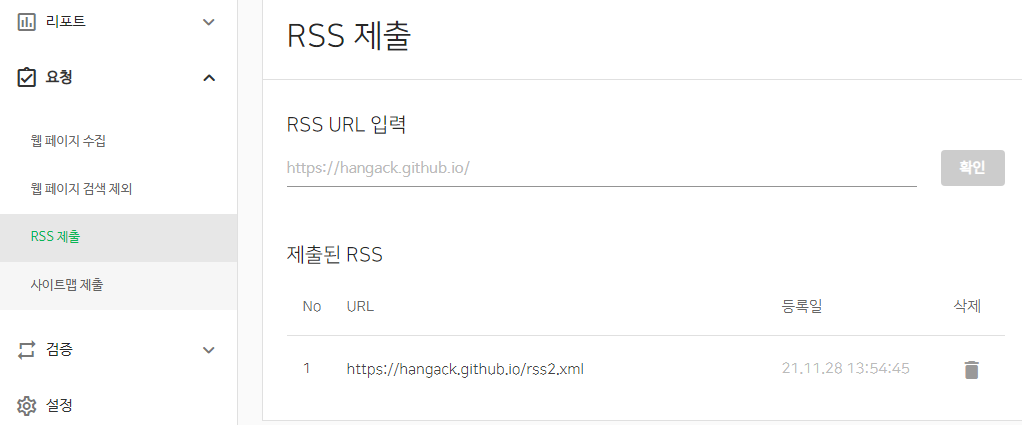 리포트
요청
웹 페이지 수집
웹 페이지 검색 제외
RSS 제출
사이트맵 제출
검증
설정
RSS 제출
RSS URL 입력
https://hangack.github.io/
확인
제출된 RSS
No URL 등록일 삭제
1 https://hangack.github.io/rss2.xml 21.11.28 13:54:45